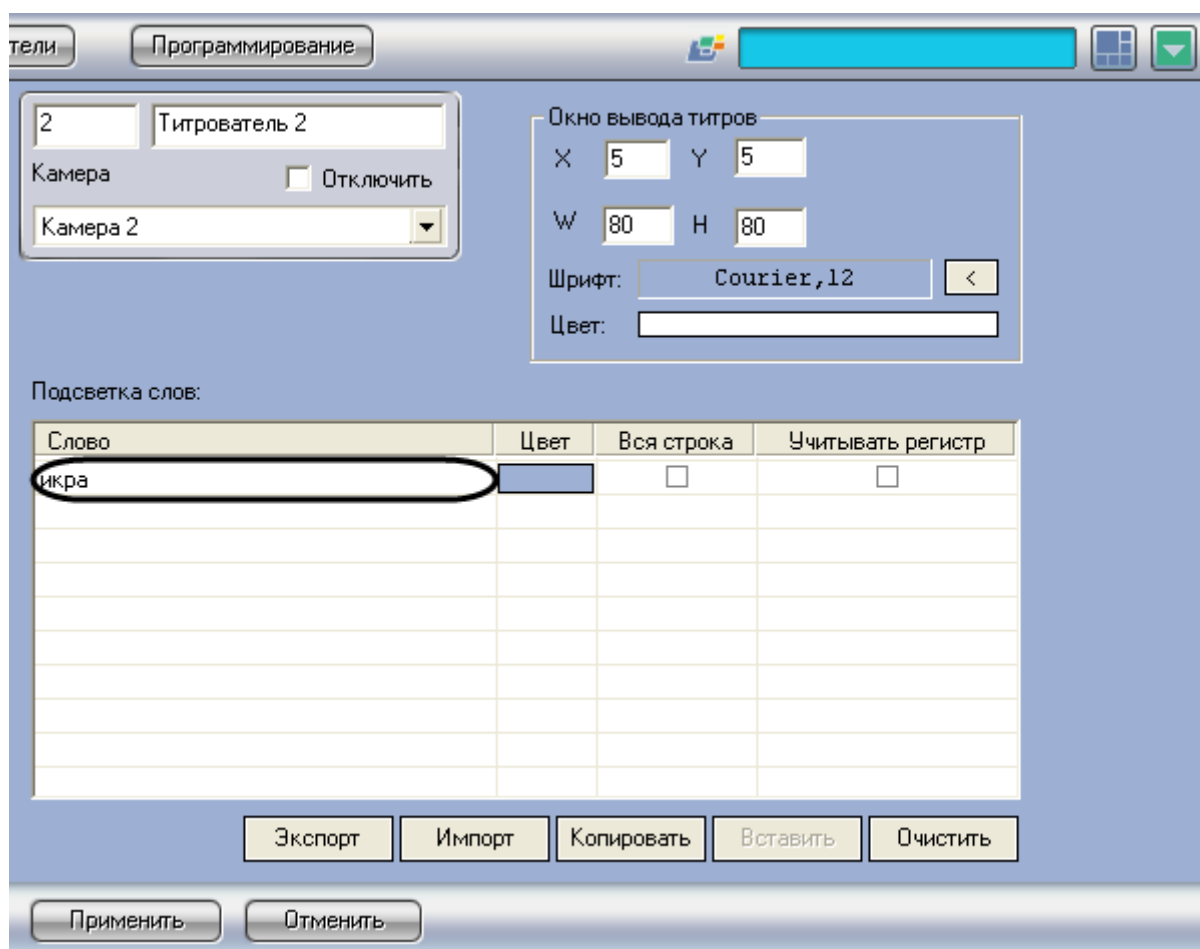 тели Программирование
2 Титрователь 2
Камера Отключить
Камера 2
Окно вывода титров
X 5 Y 5
W 80 H 80
Шрифт: Courier,12 <
Цвет:
Подсветка слов:
Слово Цвет Вся строка Учитывать регистр
икра
Экспорт Импорт Копировать Вставить Очистить
Применить Отменить